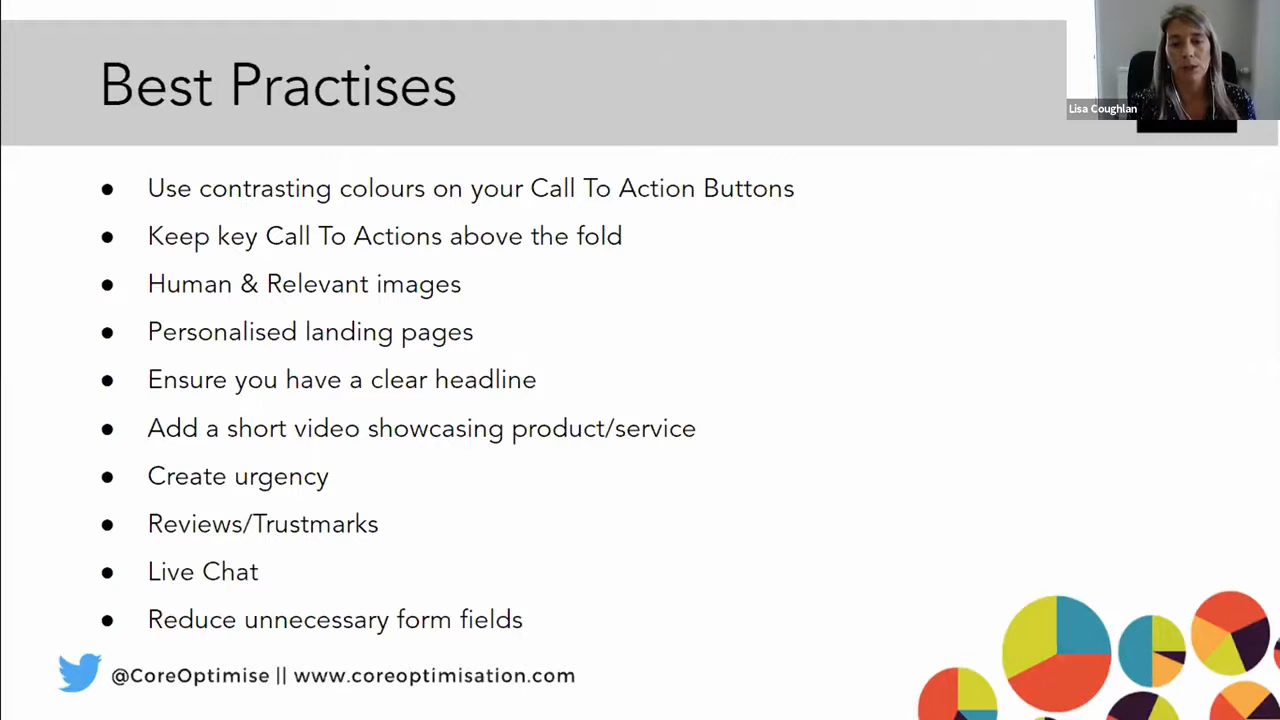 Best Practises
Lisa Coughlan
● Use contrasting colours on your Call To Action Buttons
● Keep key Call To Actions above the fold
● Human & Relevant images
● Personalised landing pages
● Ensure you have a clear headline
● Add a short video showcasing product/service
● Create urgency
● Reviews/Trustmarks
● Live Chat
● Reduce unnecessary form fields
@CoreOptimise || www.coreoptimisation.com